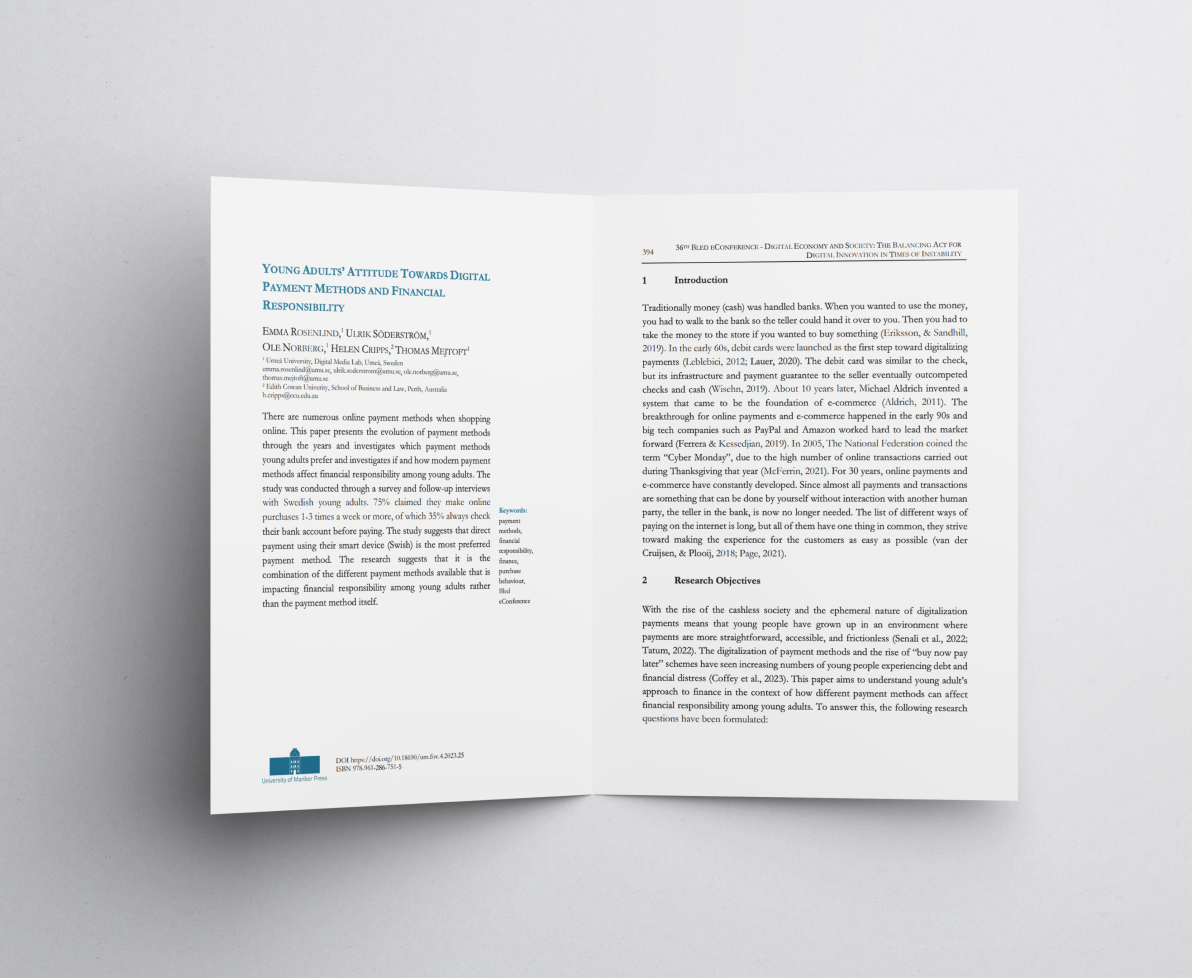 YOUNG ADULTS' ATTITUDE TOWARDS DIGITAL
PAYMENT METHODS AND FINANCIAL
RESPONSIBILITY
EMMA ROSENLIND,¹ ULRIK SÖDERSTRÖM,¹
OLE NORBERG,¹ HELEN CRIPPS,² THOMAS MEJTOFT¹
¹ Umeå University, Digital Media Lab, Umeå, Sweden
emma.rosenlind@umu.se, ulrik.soderstrom@umu.se, ole.norberg@umu.se,
thomas.mejtoft@umu.se
² Edith Cowan Univerity, School of Business and Law, Perth, Australia
h.cripps@ecu.edu.au
There are numerous online payment methods when shopping
online. This paper presents the evolution of payment methods
through the years and investigates which payment methods
young adults prefer and investigates if and how modern payment
methods affect financial responsibility among young adults. The
study was conducted through a survey and follow-up interviews
with Swedish young adults. 75% claimed they make online
purchases 1-3 times a week or more, of which 35% always check
their bank account before paying. The study suggests that direct
payment using their smart device (Swish) is the most preferred
payment method. The research suggests that it is the
combination of the different payment methods available that is
impacting financial responsibility among young adults rather
than the payment method itself.
Keywords:
payment
methods,
financial
responsibility,
finance,
purchase
behaviour,
Bled
eConference
University of Maribor Press
DOI https://doi.org/10.18690/um.fov.4.2023.25
ISBN 978-961-286-751-5
394
36TH BLED ECONFERENCE - DIGITAL ECONOMY AND SOCIETY: THE BALANCING ACT FOR
DIGITAL INNOVATION IN TIMES OF INSTABILITY
1 Introduction
Traditionally money (cash) was handled banks. When you wanted to use the money,
you had to walk to the bank so the teller could hand it over to you. Then you had to
take the money to the store if you wanted to buy something (Eriksson, & Sandhill,
2019). In the early 60s, debit cards were launched as the first step toward digitalizing
payments (Leblebici, 2012; Lauer, 2020). The debit card was similar to the check,
but its infrastructure and payment guarantee to the seller eventually outcompeted
checks and cash (Wisehn, 2019). About 10 years later, Michael Aldrich invented a
system that came to be the foundation of e-commerce (Aldrich, 2011). The
breakthrough for online payments and e-commerce happened in the early 90s and
big tech companies such as PayPal and Amazon worked hard to lead the market
forward (Ferrera & Kessedjian, 2019). In 2005, The National Federation coined the
term "Cyber Monday", due to the high number of online transactions carried out
during Thanksgiving that year (McFerrin, 2021). For 30 years, online payments and
e-commerce have constantly developed. Since almost all payments and transactions
are something that can be done by yourself without interaction with another human
party, the teller in the bank, is now no longer needed. The list of different ways of
paying on the internet is long, but all of them have one thing in common, they strive
toward making the experience for the customers as easy as possible (van der
Cruijsen, & Plooij, 2018; Page, 2021).
2 Research Objectives
With the rise of the cashless society and the ephemeral nature of digitalization
payments means that young people have grown up in an environment where
payments are more straightforward, accessible, and frictionless (Senali et al., 2022;
Tatum, 2022). The digitalization of payment methods and the rise of "buy now pay
later" schemes have seen increasing numbers of young people experiencing debt and
financial distress (Coffey et al., 2023). This paper aims to understand young adult's
approach to finance in the context of how different payment methods can affect
financial responsibility among young adults. To answer this, the following research
questions have been formulated: